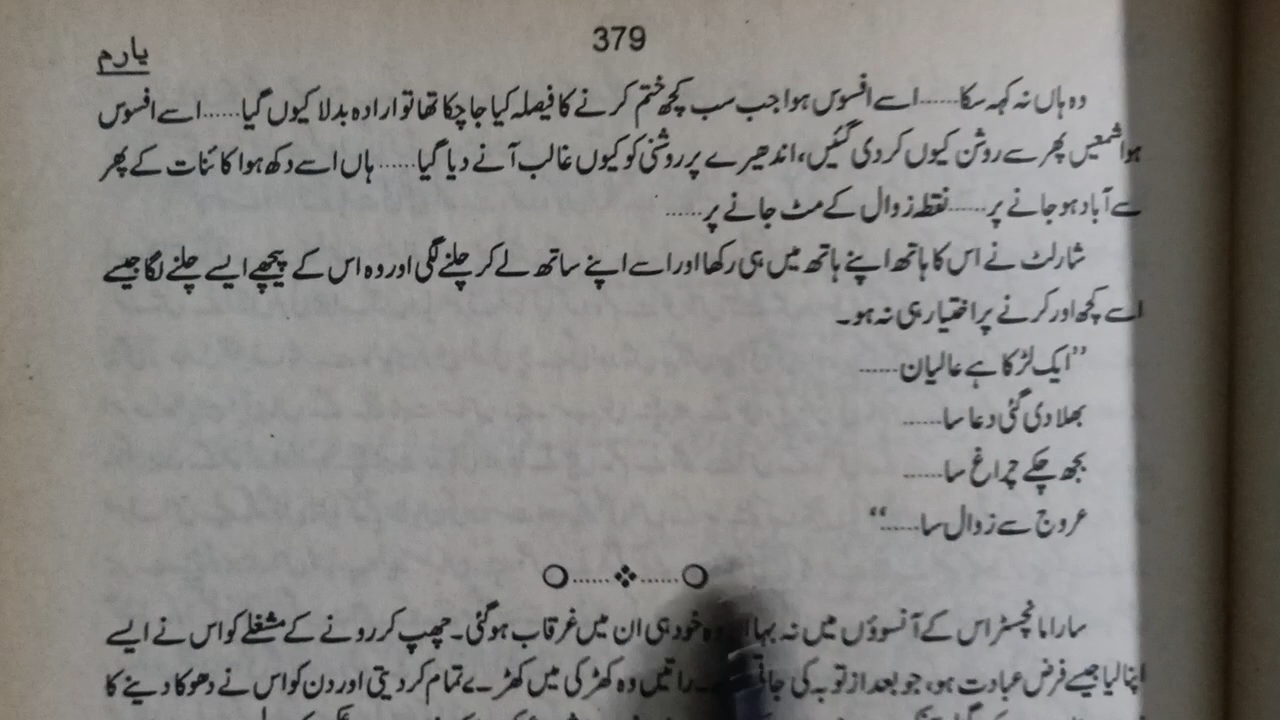 379
یارم
وہ ہاں نہ کہہ سکا......اسے افسوس ہوا جب سب کچھ ختم کرنے کا فیصلہ کیا جا چکا تھا تو ارادہ بدلا کیوں گیا......اسے افسوس
ہوا شمعیں پھر سے روشن کیوں کر دی گئیں، اندھیرے پر روشنی کو کیوں غالب آنے دیا گیا...... ہاں اسے دکھ ہوا کائنات کے پھر
سے آباد ہو جانے پر......نقطہ زوال کے مٹ جانے پر......
شارلٹ نے اس کا ہاتھ اپنے ہاتھ میں ہی رکھا اور اسے اپنے ساتھ لے کر چلنے لگی اور وہ اس کے پیچھے ایسے چلنے لگا جیسے
اسے کچھ اور کرنے پر اختیار ہی نہ ہو۔
”ایک لڑکا ہے عالیان......
بھلا دی گئی دعا سا......
بجھ چکے چراغ سا......
عروج سے زوال سا......“
سارا مانچسٹر اس کے آنسوؤں میں نہ بہا وہ خود ہی ان میں غرقاب ہو گئی۔ چھپ کر رونے کے مشغلے کو اس نے ایسے
اپنا لیا جیسے فرض عبادت ہو، جو بعد از توبہ کی راتیں وہ کھڑکی میں کھڑے تمام کر دیتی اور دن کو اس نے دھوکا دینے کا